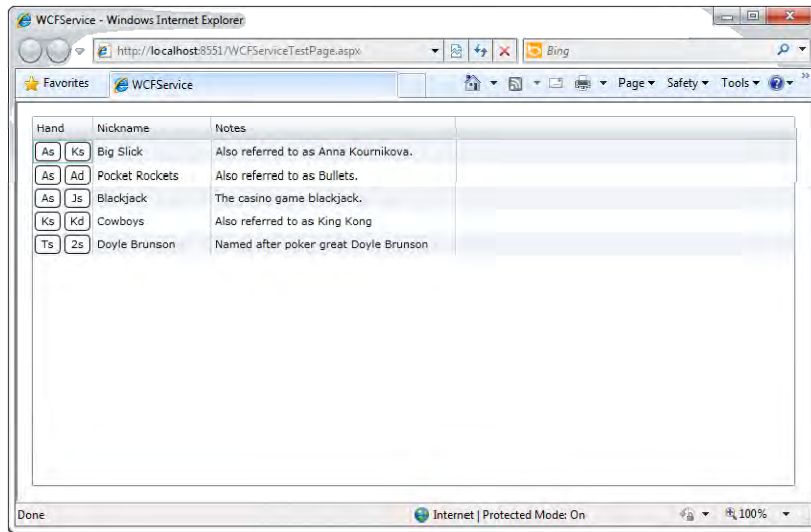 WCFService - Windows Internet Explorer
http://localhost:8551/WCFServiceTestPage.aspx
Bing
Favorites WCFService Page Safety Tools
Hand Nickname Notes
As Ks Big Slick Also referred to as Anna Kournikova.
As Ad Pocket Rockets Also referred to as Bullets.
As Js Blackjack The casino game blackjack.
Ks Kd Cowboys Also referred to as King Kong
Ts 2s Doyle Brunson Named after poker great Doyle Brunson
Done Internet | Protected Mode: On 100%